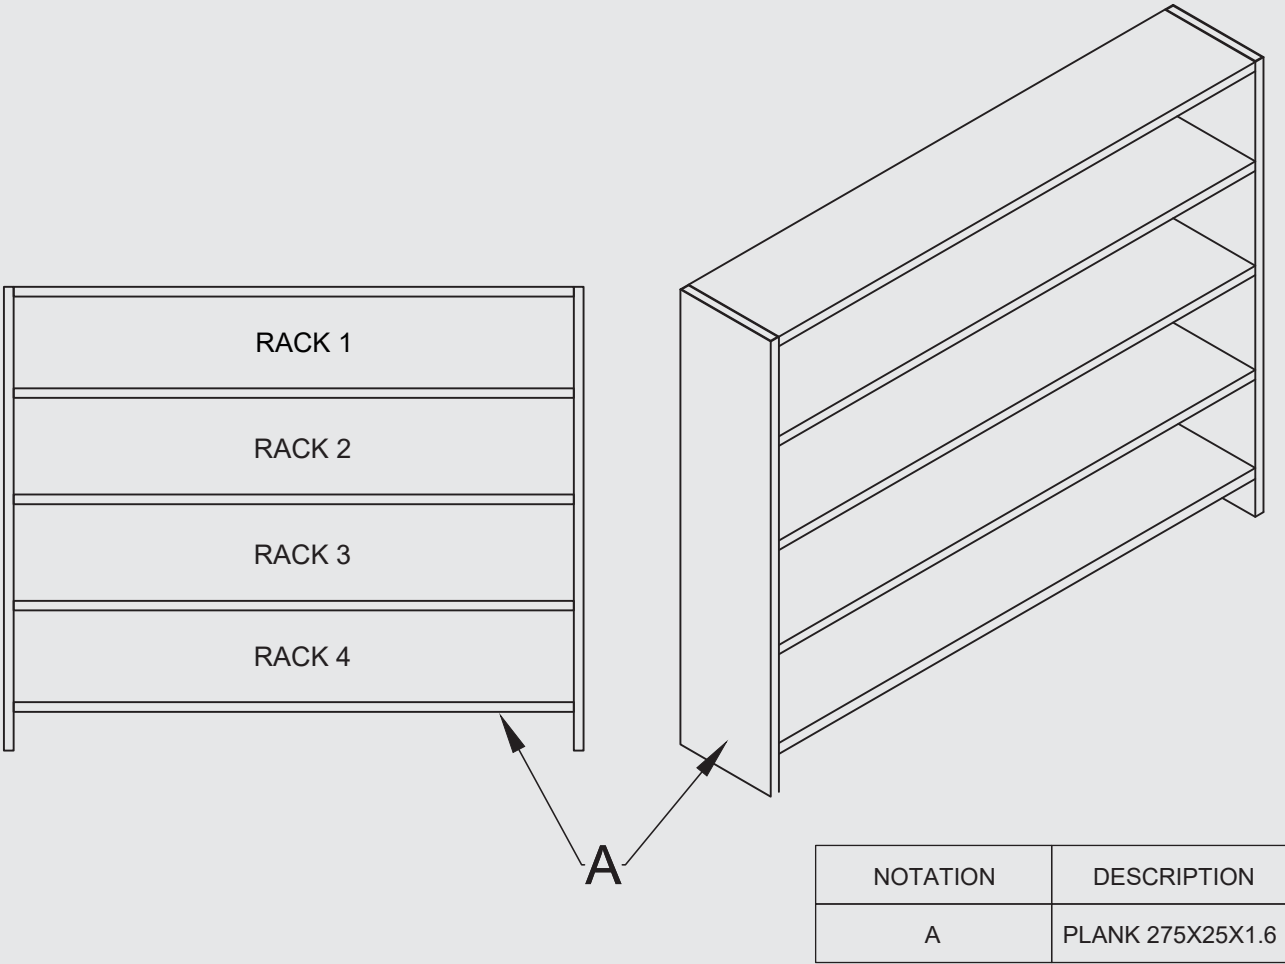 RACK 1
RACK 2
RACK 3
RACK 4
A
NOTATION DESCRIPTION
A PLANK 275X25X1.6